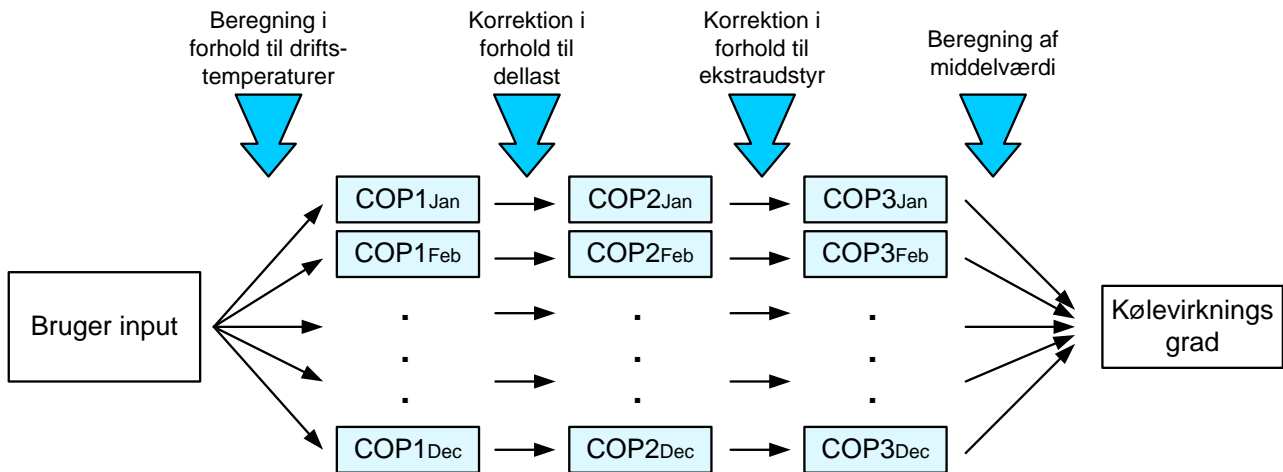 Beregning i
forhold til drifts-
temperaturer
Korrektion i
forhold til
dellast
Korrektion i
forhold til
ekstraudstyr
Beregning af
middelværdi
COP1Jan
COP2Jan
COP3Jan
COP1Feb
COP2Feb
COP3Feb
Bruger input
Kølevirknings
grad
.
.
.
.
.
.
.
.
.
COP1Dec
COP2Dec
COP3Dec